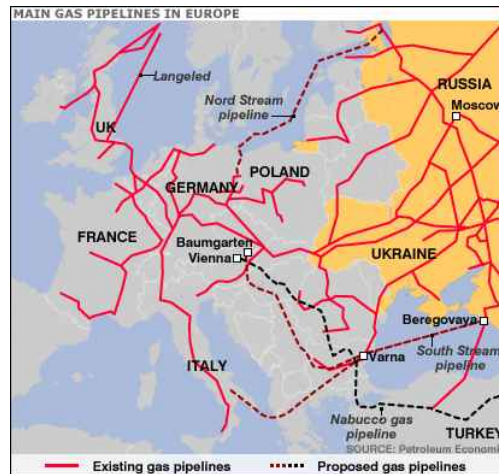 MAIN GAS PIPELINES IN EUROPE
Langeled
RUSSIA
Nord Stream
pipeline
Moscow
UK
POLAND
GERMANY
FRANCE
Baumgarten
Vienna
UKRAINE
Beregovaya
ITALY
Varna
South Stream
pipeline
Nabucco gas
pipeline
TURKEY
SOURCE: Petroleum Economi
Existing gas pipelines
Proposed gas pipelines